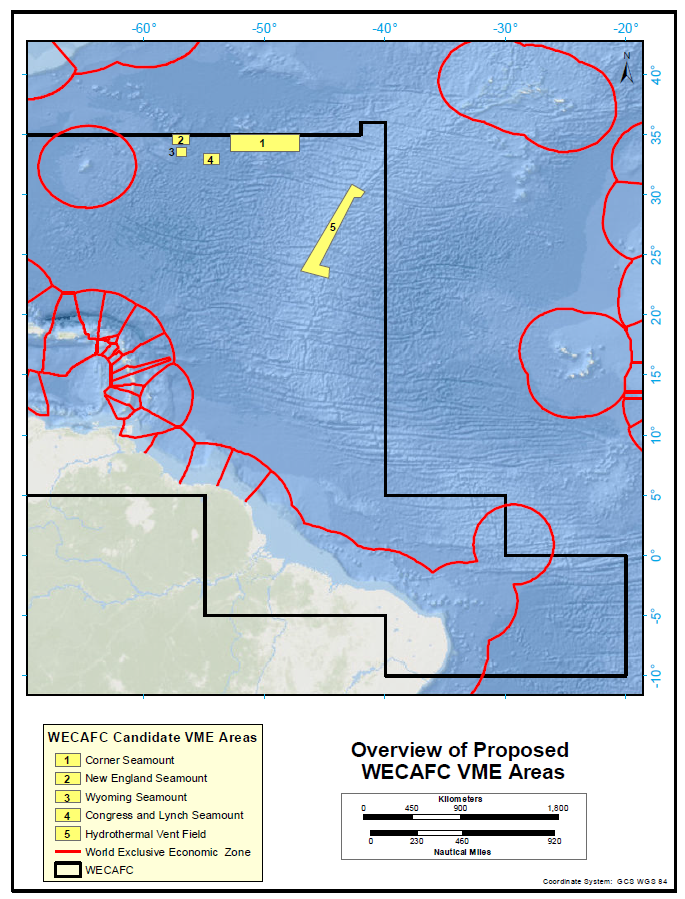 -60° -50° -40° -30° -20°
N
40°
35°
30°
25°
20°
15°
10°
5°
0°
-5°
-10°
2
1
3
4
5
WECAFC Candidate VME Areas
1 Corner Seamount
2 New England Seamount
3 Wyoming Seamount
4 Congress and Lynch Seamount
5 Hydrothermal Vent Field
World Exclusive Economic Zone
WECAFC
Overview of Proposed
WECAFC VME Areas
Kilometers
0 450 900 1,800
0 230 460 920
Nautical Miles
Coordinate System: GCS WGS 84